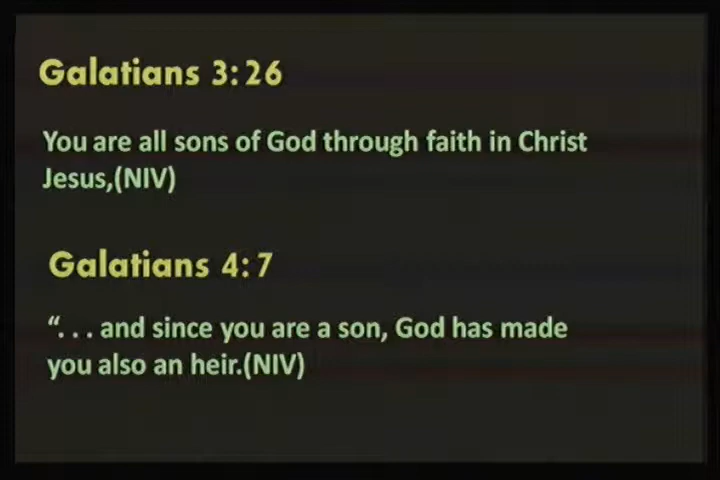 Galatians 3:26
You are all sons of God through faith in Christ
Jesus,(NIV)
Galatians 4:7
“. . . and since you are a son, God has made
you also an heir.(NIV)